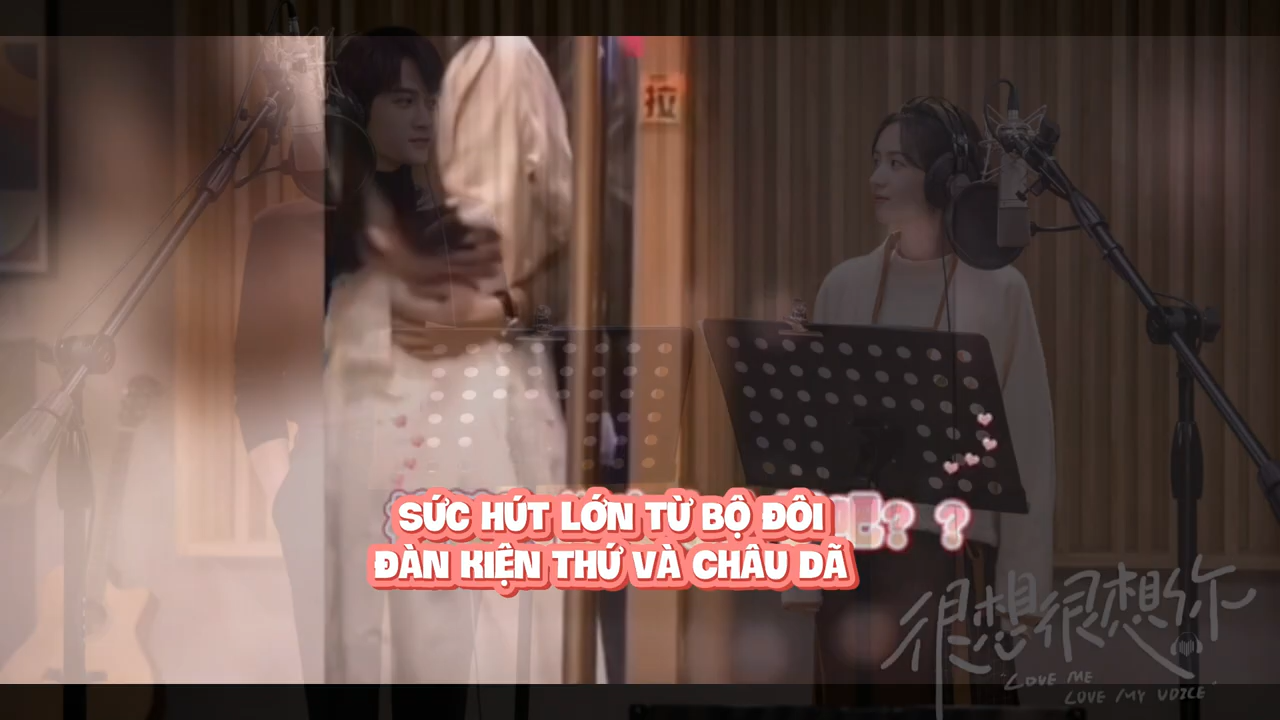 拉
SỨC HÚT LỚN TỪ BỘ ĐÔI
ĐÀN KIỆN THỨ VÀ CHÂU DÃ
吧? ?
很想很想你
"LOVE ME
LOVE MY VOICE"